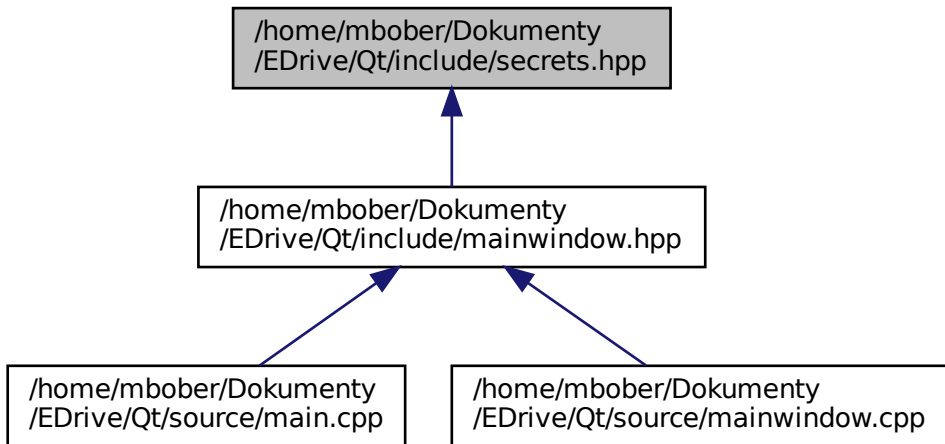 /home/mbober/Dokumenty
/EDrive/Qt/include/secrets.hpp
/home/mbober/Dokumenty
/EDrive/Qt/include/mainwindow.hpp
/home/mbober/Dokumenty
/EDrive/Qt/source/main.cpp
/home/mbober/Dokumenty
/EDrive/Qt/source/mainwindow.cpp